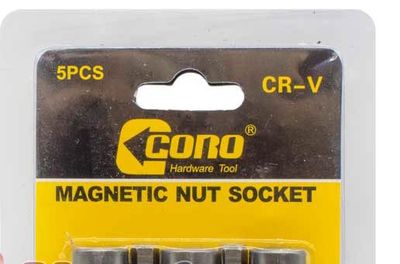 5PCS
CR-V
CORO®
Hardware Tool
MAGNETIC NUT SOCKET